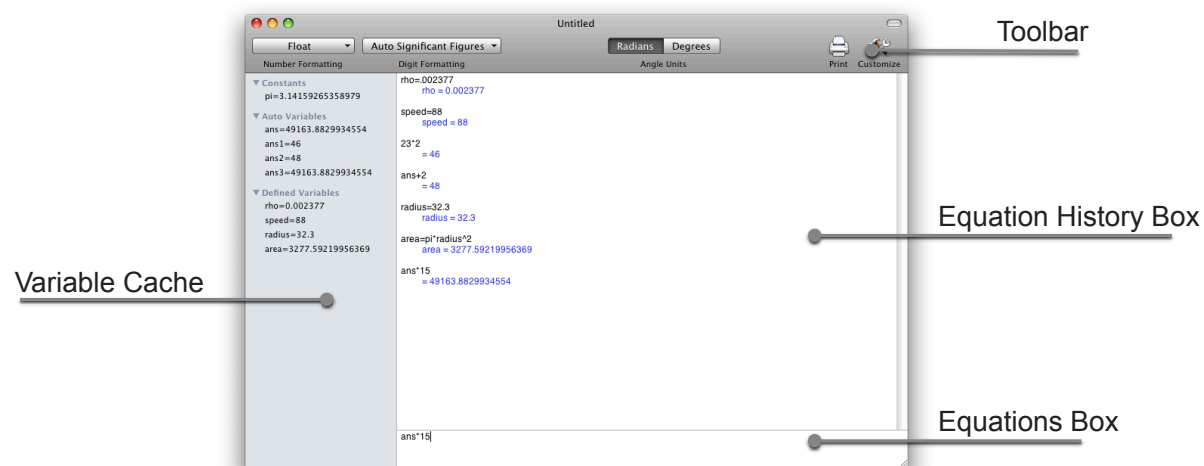 Untitled
Toolbar
Float
Auto Significant Figures
Radians
Degrees
Number Formatting
Digit Formatting
Angle Units
Print
Customize
Constants
pi=3.14159265358979
Auto Variables
ans=49163.8829934554
ans1=46
ans2=48
ans3=49163.8829934554
Defined Variables
rho=0.002377
speed=88
radius=32.3
area=3277.59219956369
Variable Cache
rho=.002377
rho = 0.002377
speed=88
speed = 88
23*2
= 46
ans+2
= 48
radius=32.3
radius = 32.3
area=pi*radius^2
area = 3277.59219956369
ans*15
= 49163.8829934554
Equation History Box
ans*15
Equations Box